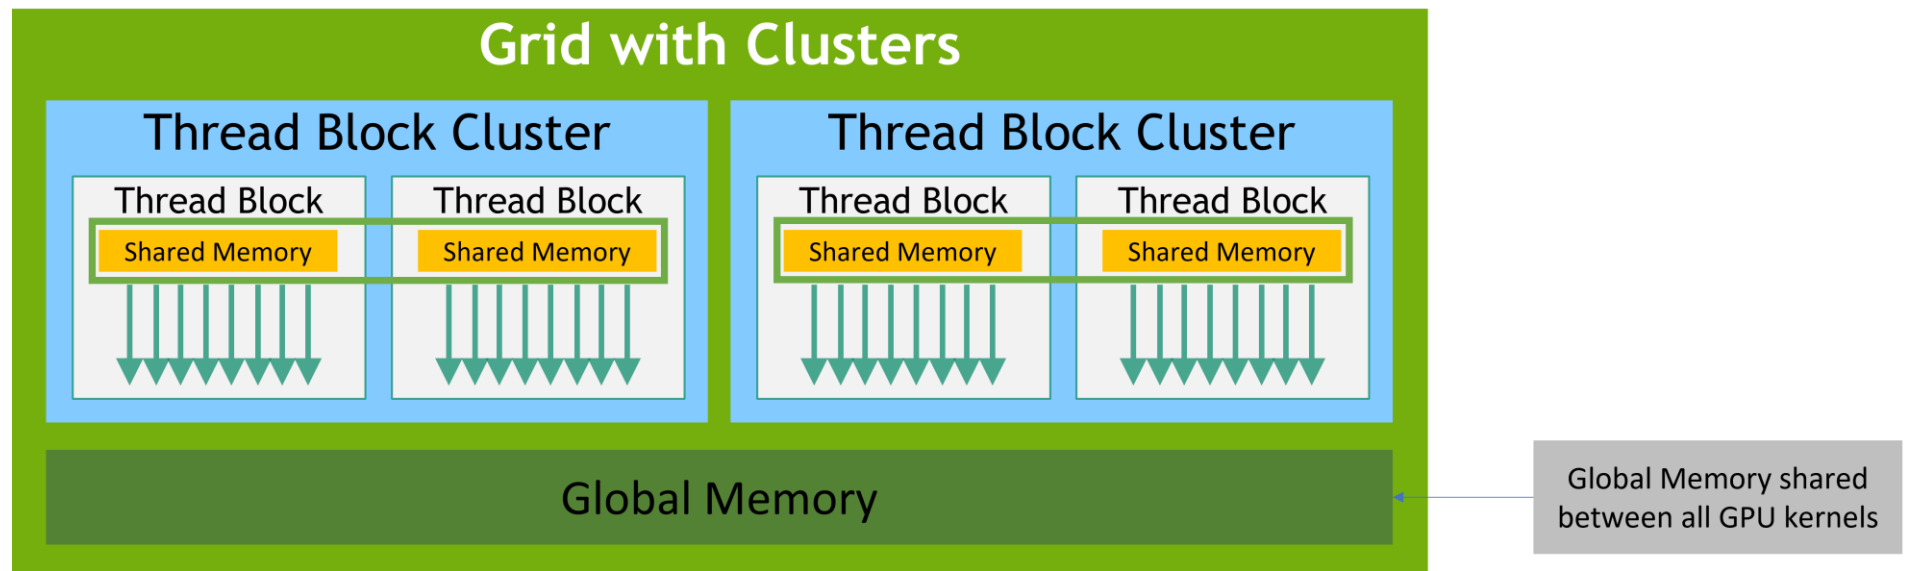 Grid with Clusters
Thread Block Cluster
Thread Block Cluster
Thread Block
Thread Block
Thread Block
Thread Block
Shared Memory
Shared Memory
Shared Memory
Shared Memory
Global Memory
Global Memory shared
between all GPU kernels